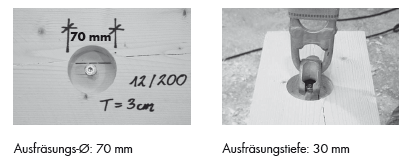 70 mm
12/200
T = 3cm
Ausfräsungs-Ø: 70 mm
Ausfräsungstiefe: 30 mm